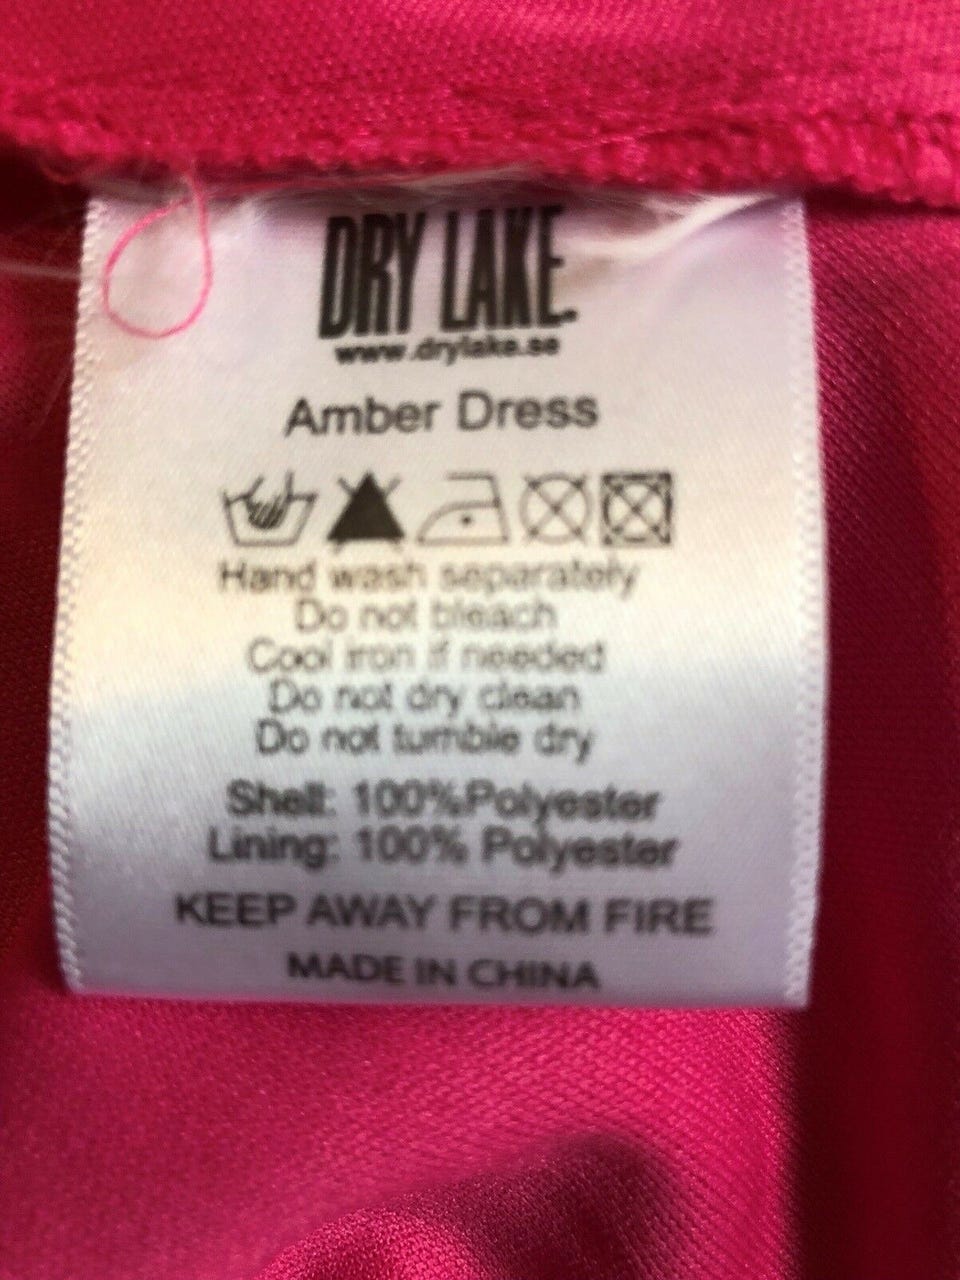 DRY LAKE.
www.drylake.se
Amber Dress
Hand wash separately
Do not bleach
Cool iron if needed
Do not dry clean
Do not tumble dry
Shell: 100%Polyester
Lining: 100% Polyester
KEEP AWAY FROM FIRE
MADE IN CHINA